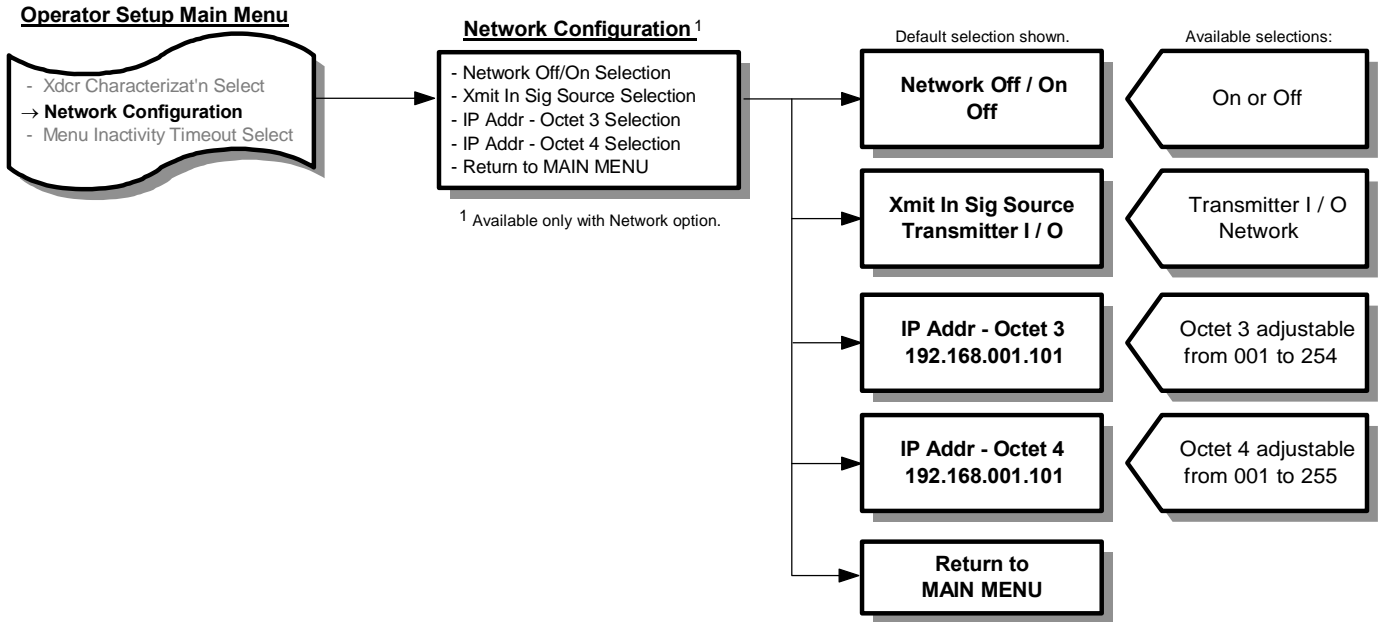 Operator Setup Main Menu
- Xdcr Characterizat'n Select
→ Network Configuration
- Menu Inactivity Timeout Select
Network Configuration 1
- Network Off/On Selection
- Xmit In Sig Source Selection
- IP Addr - Octet 3 Selection
- IP Addr - Octet 4 Selection
- Return to MAIN MENU
1 Available only with Network option.
Default selection shown.
Available selections:
Network Off / On
Off
On or Off
Xmit In Sig Source
Transmitter I / O
Transmitter I / O
Network
IP Addr - Octet 3
192.168.001.101
Octet 3 adjustable
from 001 to 254
IP Addr - Octet 4
192.168.001.101
Octet 4 adjustable
from 001 to 255
Return to
MAIN MENU